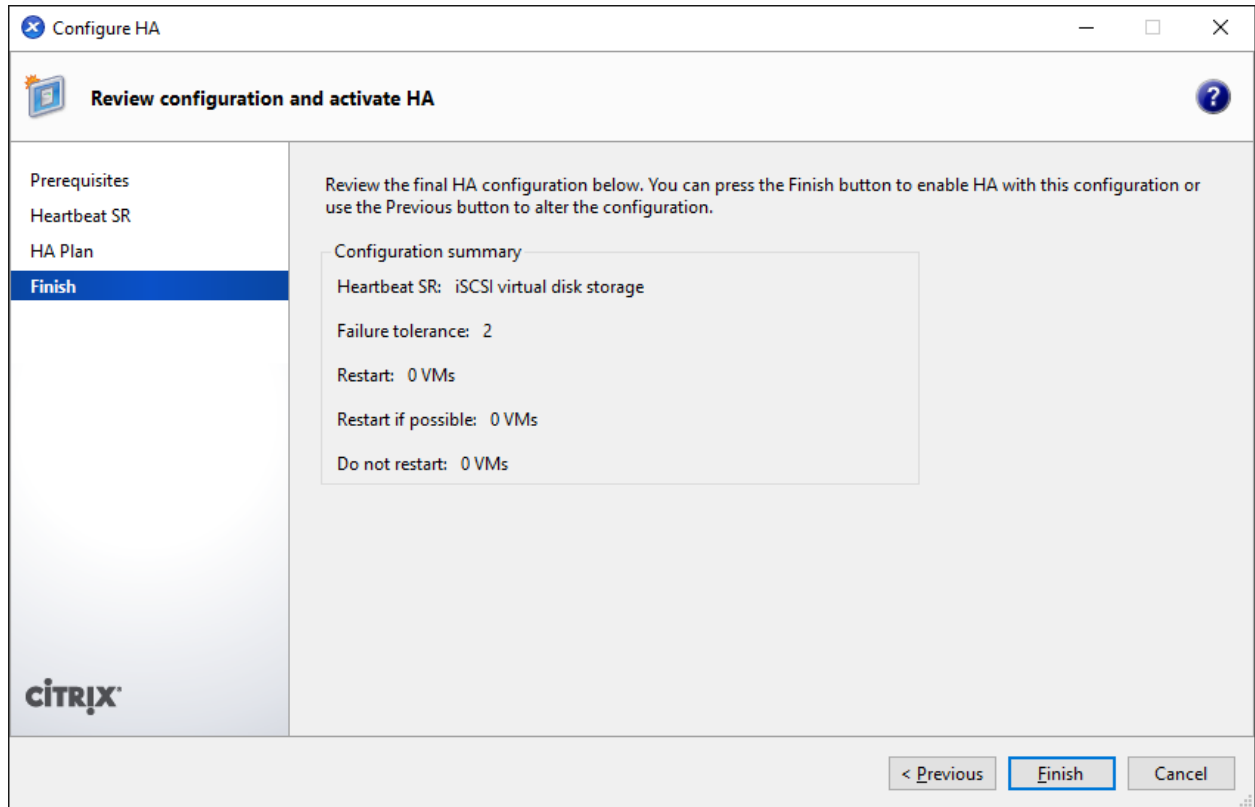 Configure HA
Review configuration and activate HA
?
Prerequisites
Heartbeat SR
HA Plan
Finish
Review the final HA configuration below. You can press the Finish button to enable HA with this configuration or
use the Previous button to alter the configuration.
Configuration summary
Heartbeat SR: iSCSI virtual disk storage
Failure tolerance: 2
Restart: 0 VMs
Restart if possible: 0 VMs
Do not restart: 0 VMs
CİTRIX
< Previous Finish Cancel